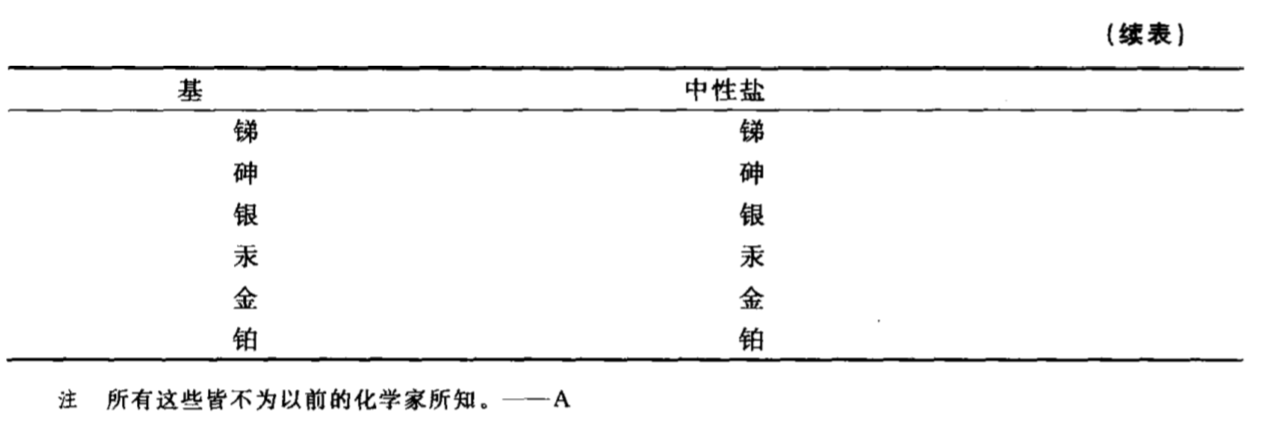 （续表）
基 中性盐
锑 锑
砷 砷
银 银
汞 汞
金 金
铂 铂
注 所有这些皆不为以前的化学家所知。——A